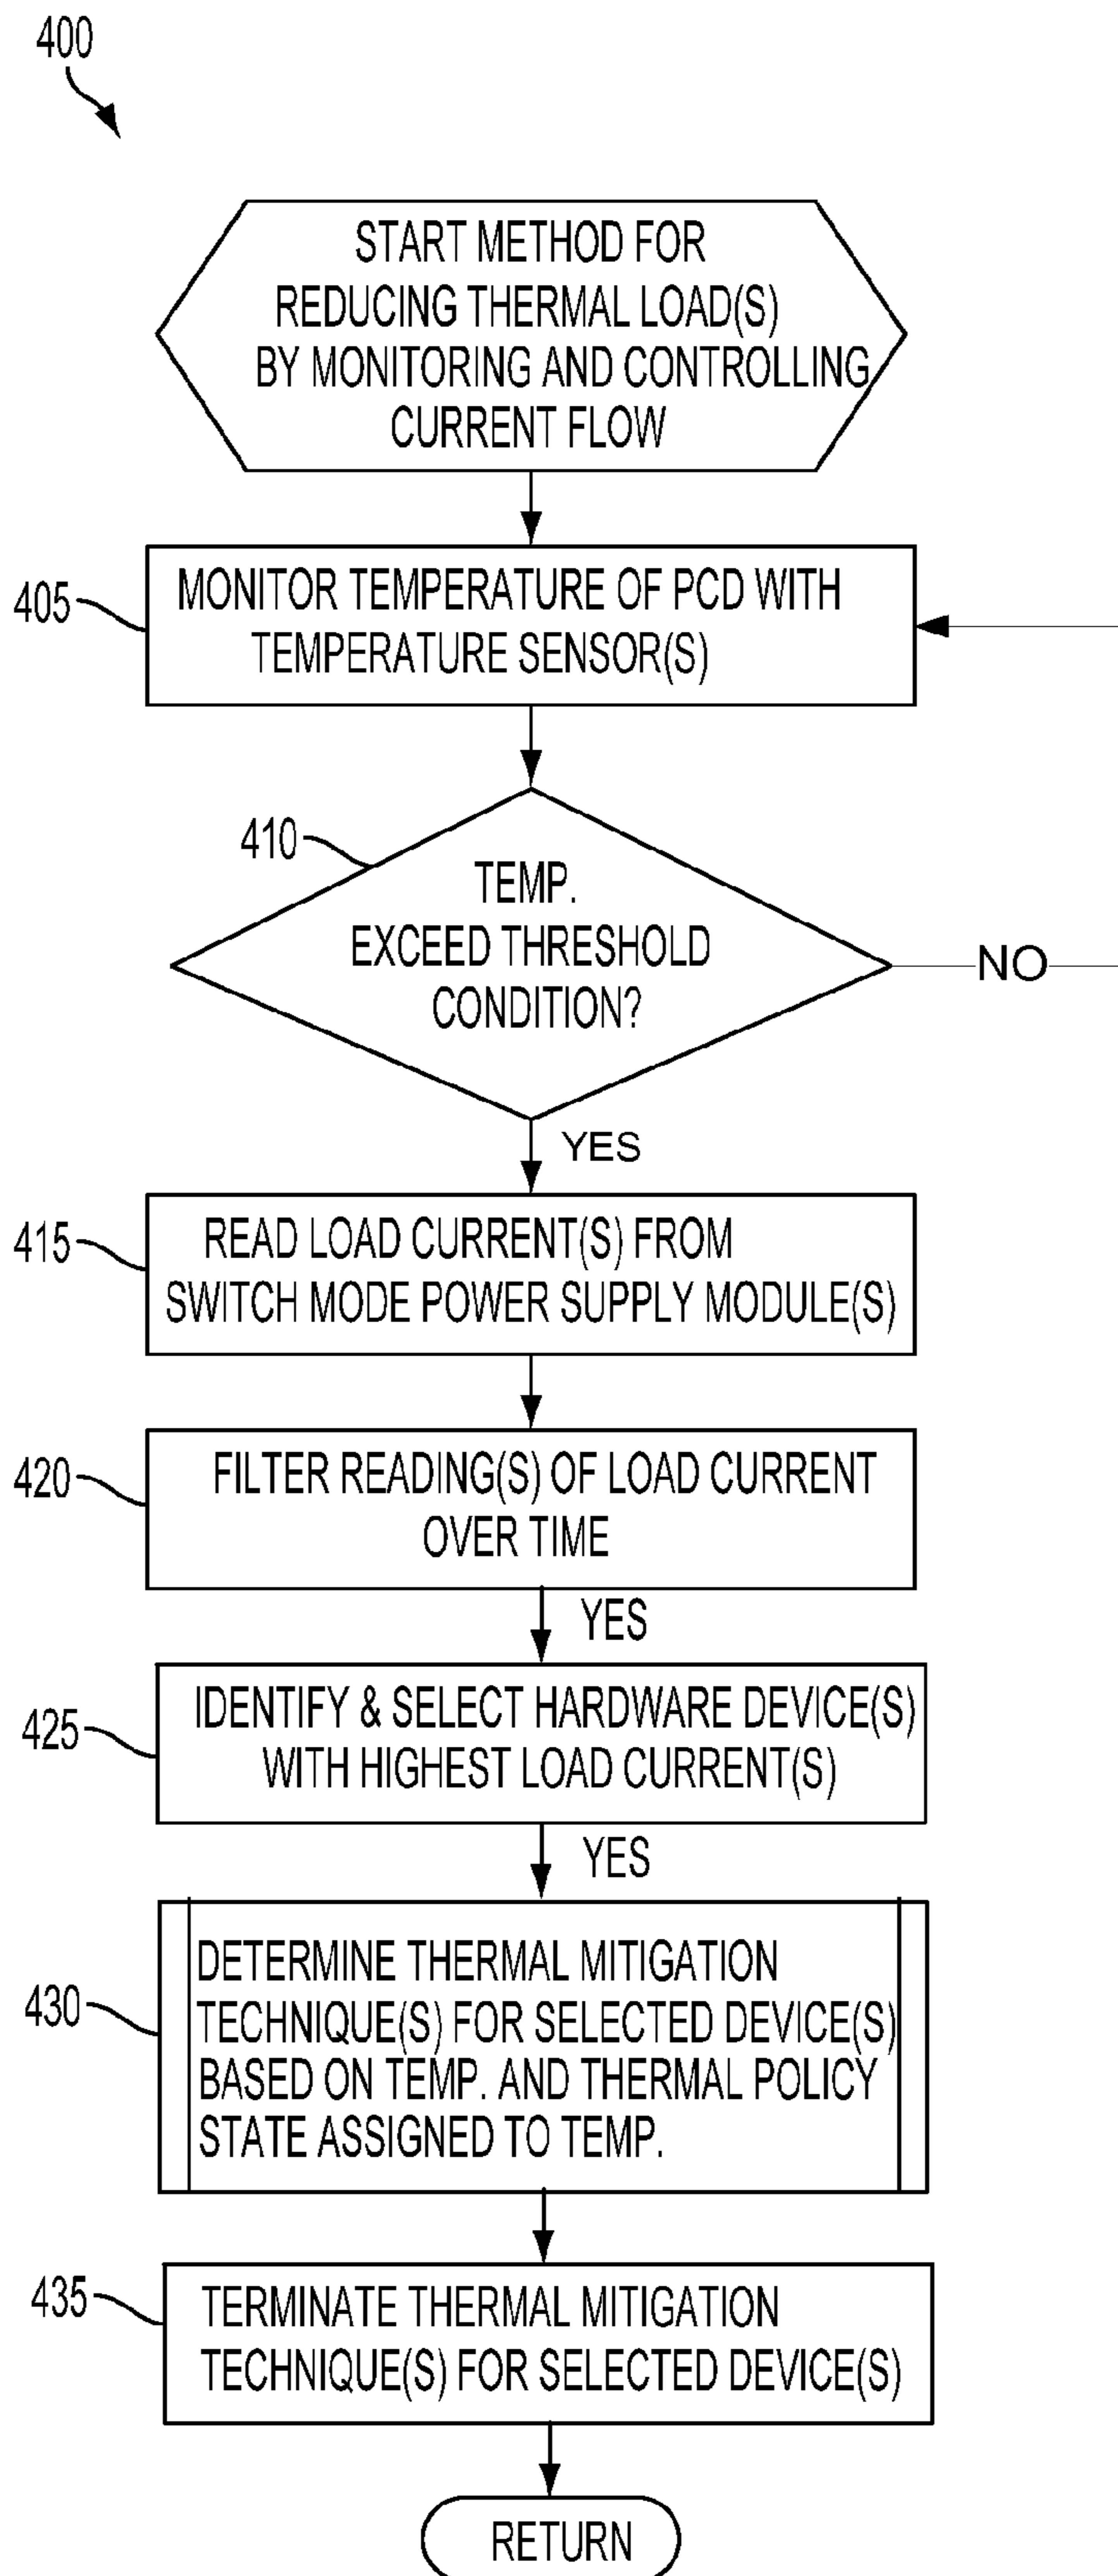 400
START METHOD FOR
REDUCING THERMAL LOAD(S)
BY MONITORING AND CONTROLLING
CURRENT FLOW
405
MONITOR TEMPERATURE OF PCD WITH
TEMPERATURE SENSOR(S)
410
TEMP.
EXCEED THRESHOLD
CONDITION?
NO
YES
415
READ LOAD CURRENT(S) FROM
SWITCH MODE POWER SUPPLY MODULE(S)
420
FILTER READING(S) OF LOAD CURRENT
OVER TIME
YES
425
IDENTIFY & SELECT HARDWARE DEVICE(S)
WITH HIGHEST LOAD CURRENT(S)
YES
430
DETERMINE THERMAL MITIGATION
TECHNIQUE(S) FOR SELECTED DEVICE(S)
BASED ON TEMP. AND THERMAL POLICY
STATE ASSIGNED TO TEMP.
435
TERMINATE THERMAL MITIGATION
TECHNIQUE(S) FOR SELECTED DEVICE(S)
RETURN